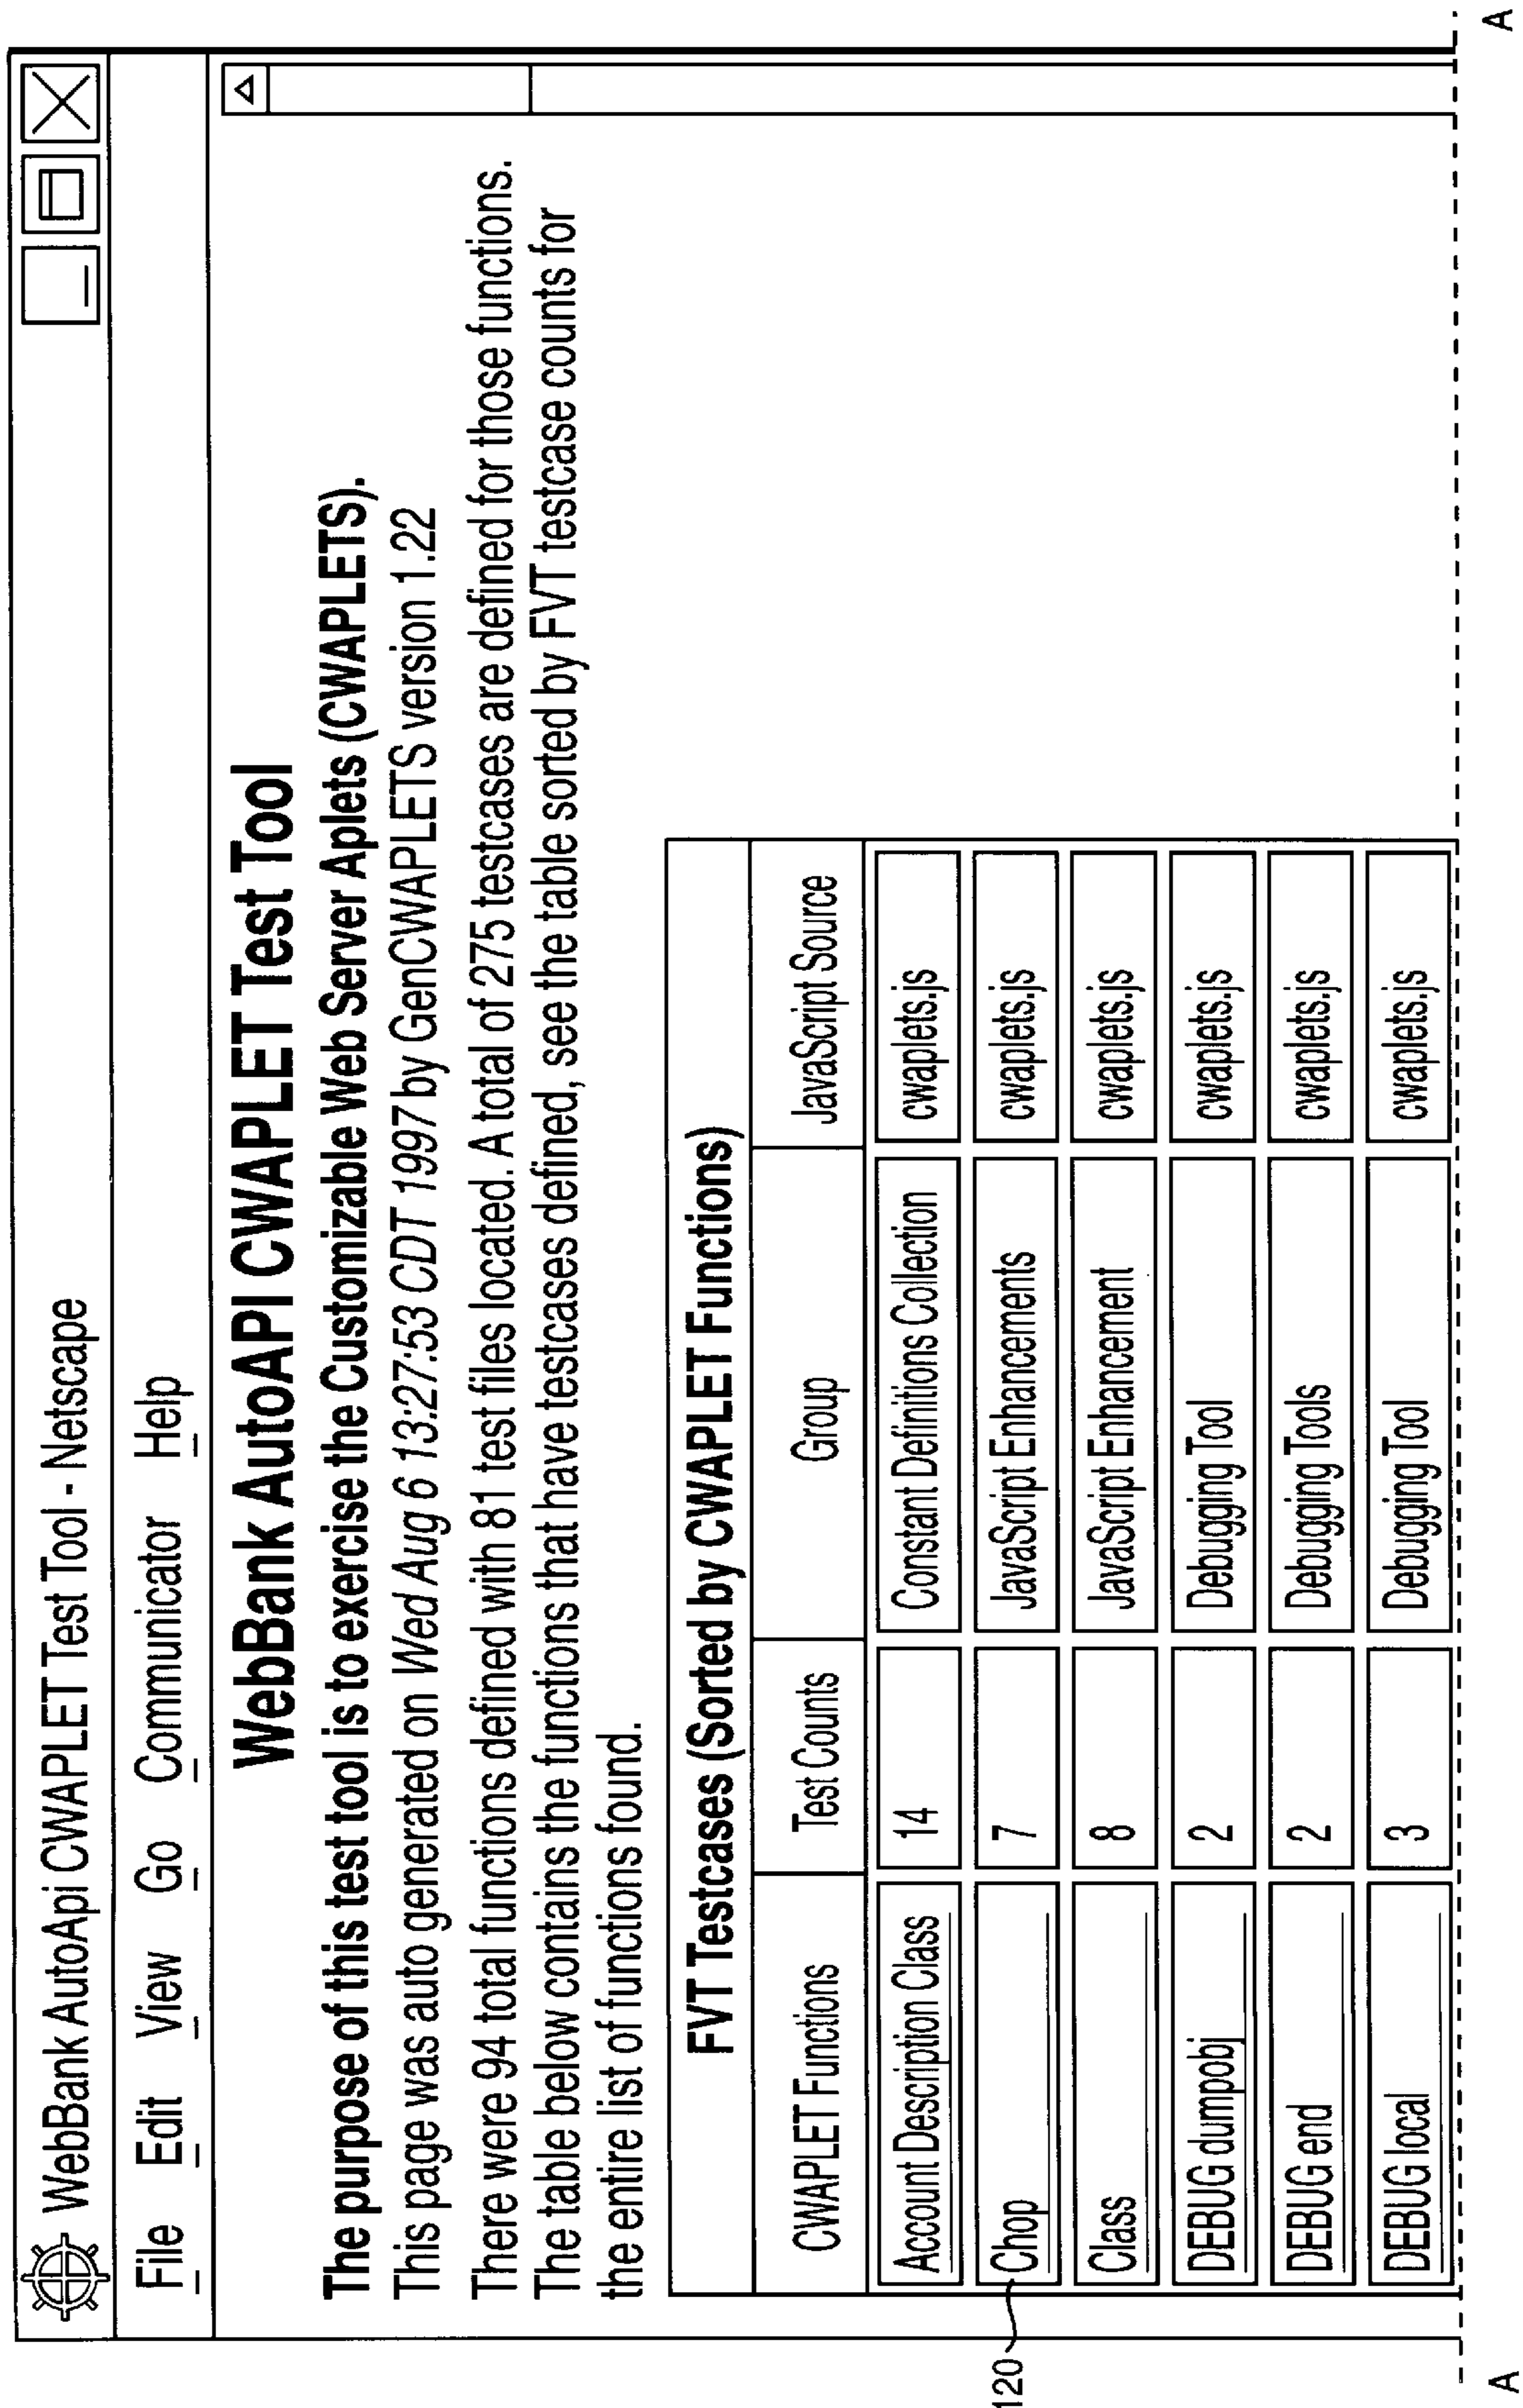 WebBank AutoApi CWAPLET Test Tool - Netscape
File Edit View Go Communicator Help
WebBank AutoAPI CWAPLET Test Tool
The purpose of this test tool is to exercise the Customizable Web Server Aplets (CWAPLETS).
This page was auto generated on Wed Aug 6 13:27:53 CDT 1997 by GenCWAPLETS version 1.22
There were 94 total functions defined with 81 test files located. A total of 275 testcases are defined for those functions.
The table below contains the functions that have testcases defined, see the table sorted by FVT testcase counts for
the entire list of functions found.
FVT Testcases (Sorted by CWAPLET Functions)
CWAPLET Functions Test Counts Group JavaScript Source
Account Description Class 14 Constant Definitions Collection cwaplets.js
120 Chop 7 JavaScript Enhancements cwaplets.js
Class 8 JavaScript Enhancement cwaplets.js
DEBUG dumpobj 2 Debugging Tool cwaplets.js
DEBUG end 2 Debugging Tools cwaplets.js
DEBUG local 3 Debugging Tool cwaplets.js
A A